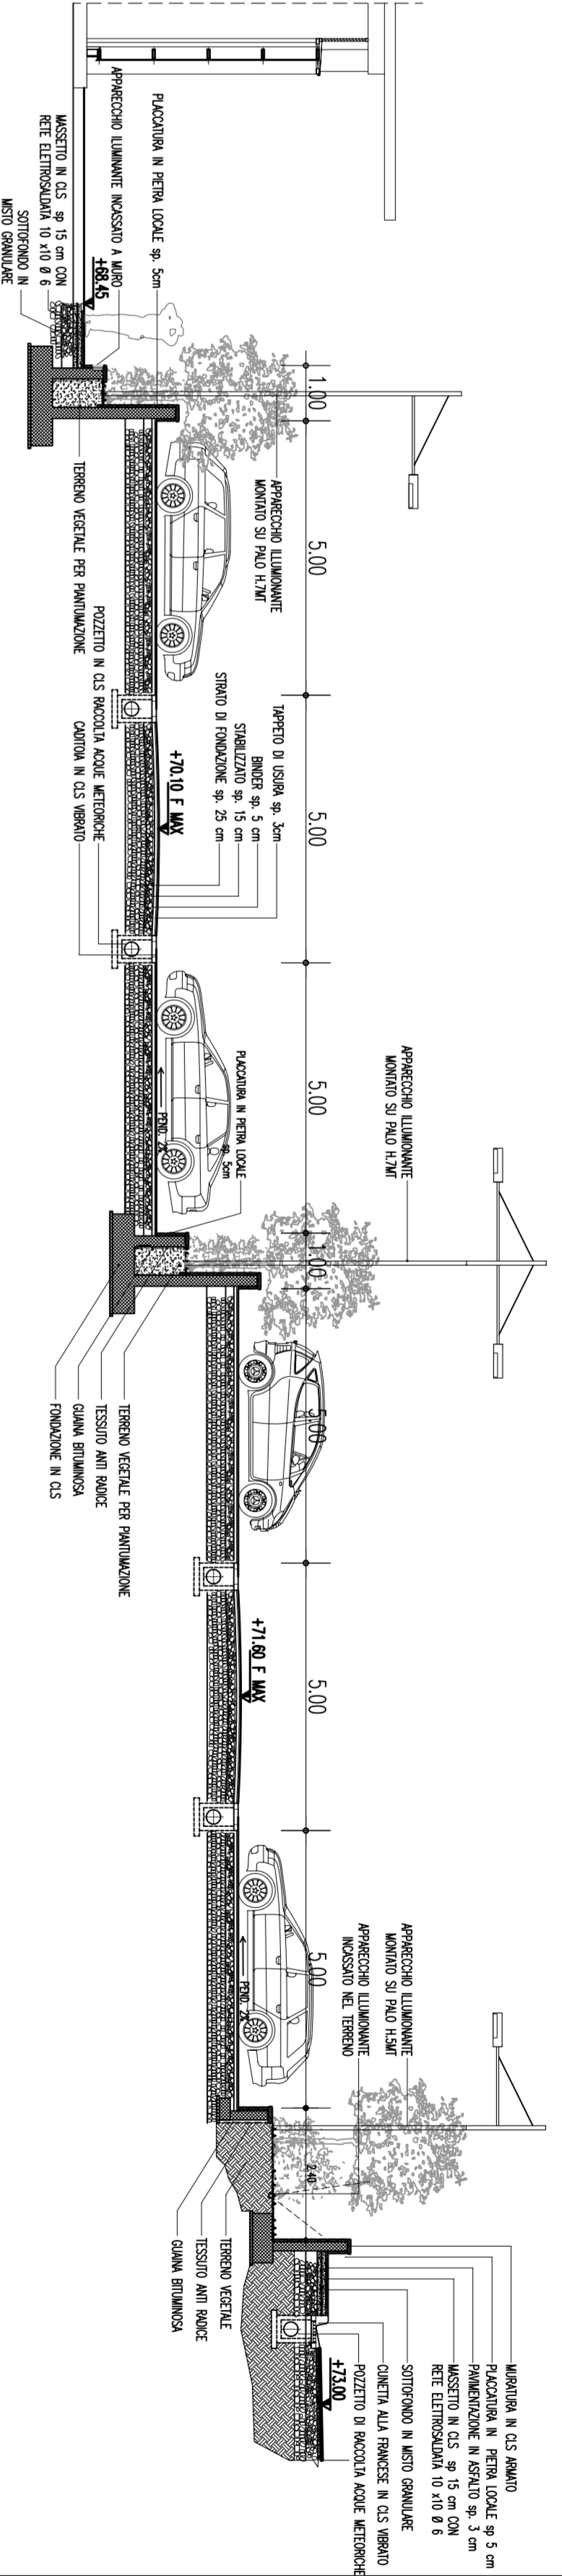 PLACCATURA IN PIETRA LOCALE sp. 5cm
APPARECCHIO ILUMINANTE INCASSATO A MURO
+68.45
MASSETTO IN CLS sp 15 cm CON
RETE ELETTROSALDATA 10 x10 Ø 6
SOTTOFONDO IN
MISTO GRANULARE
1.00
APPARECCHIO ILLUMIONANTE
MONTATO SU PALO H.7MT
5.00
TERRENO VEGETALE PER PIANTUMAZIONE
POZZETTO IN CLS RACCOLTA ACQUE METEORICHE
CADITOIA IN CLS VIBRATO
5.00
TAPPETO DI USURA sp. 3cm
BINDER sp. 5 cm
STABILIZZATO sp. 15 cm
STRATO DI FONDAZIONE sp. 25 cm
+70.10 F MAX
5.00
PEND. 2%
PLACCATURA IN PIETRA LOCALE
sp. 5cm
APPARECCHIO ILLUMIONANTE
MONTATO SU PALO H.7MT
1.00
TERRENO VEGETALE PER PIANTUMAZIONE
TESSUTO ANTI RADICE
GUAINA BITUMINOSA
FONDAZIONE IN CLS
5.00
5.00
+71.60 F MAX
5.00
PEND. 2%
APPARECCHIO ILLUMIONANTE
MONTATO SU PALO H.5MT
APPARECCHIO ILLUMIONANTE
INCASSATO NEL TERRENO
2.40
TERRENO VEGETALE
TESSUTO ANTI RADICE
GUAINA BITUMINOSA
MURATURA IN CLS ARMATO
PLACCATURA IN PIETRA LOCALE sp 5 cm
PAVIMENTAZIONE IN ASFALTO sp. 3 cm
MASSETTO IN CLS sp 15 cm CON
RETE ELETTROSALDATA 10 x10 Ø 6
SOTTOFONDO IN MISTO GRANULARE
CUNETTA ALLA FRANCESE IN CLS VIBRATO
POZZETTO DI RACCOLTA ACQUE METEORICHE
+73.00